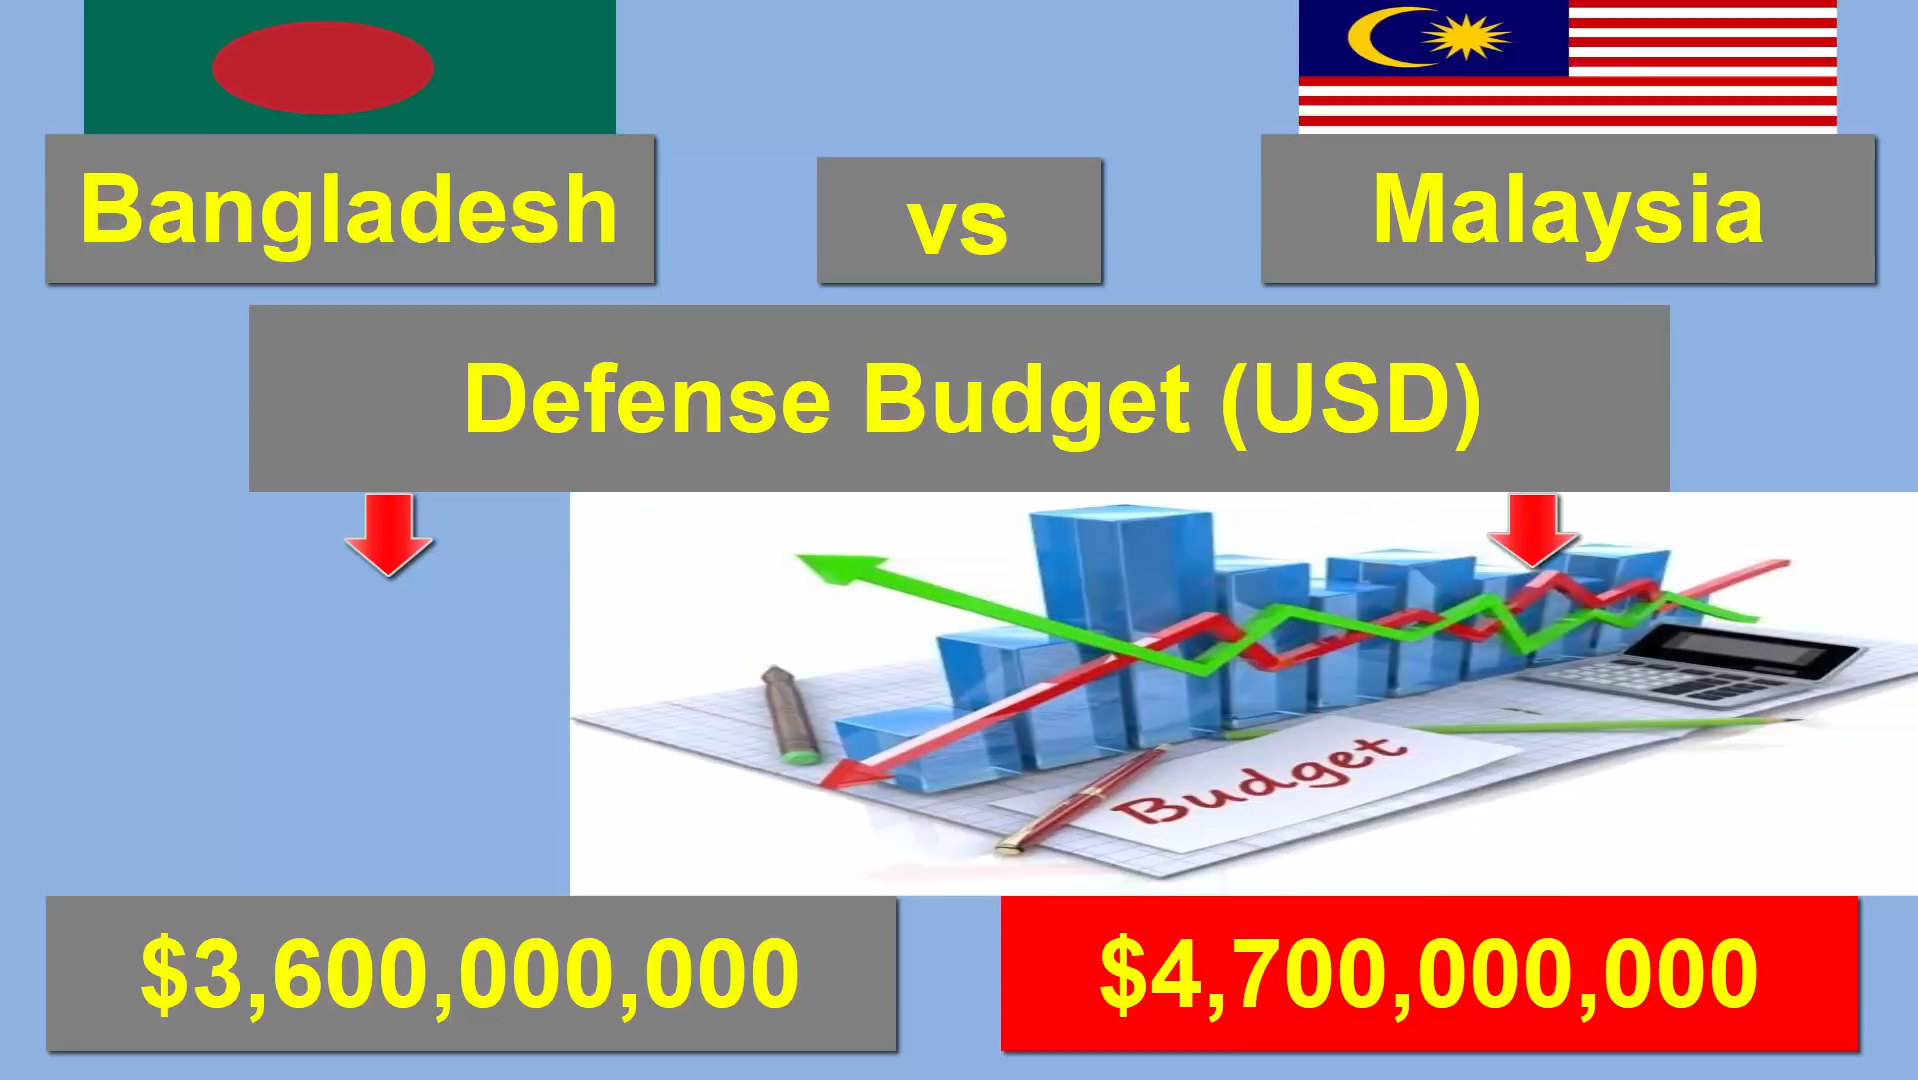 Bangladesh
vs
Malaysia
Defense Budget (USD)
Budget
$3,600,000,000
$4,700,000,000